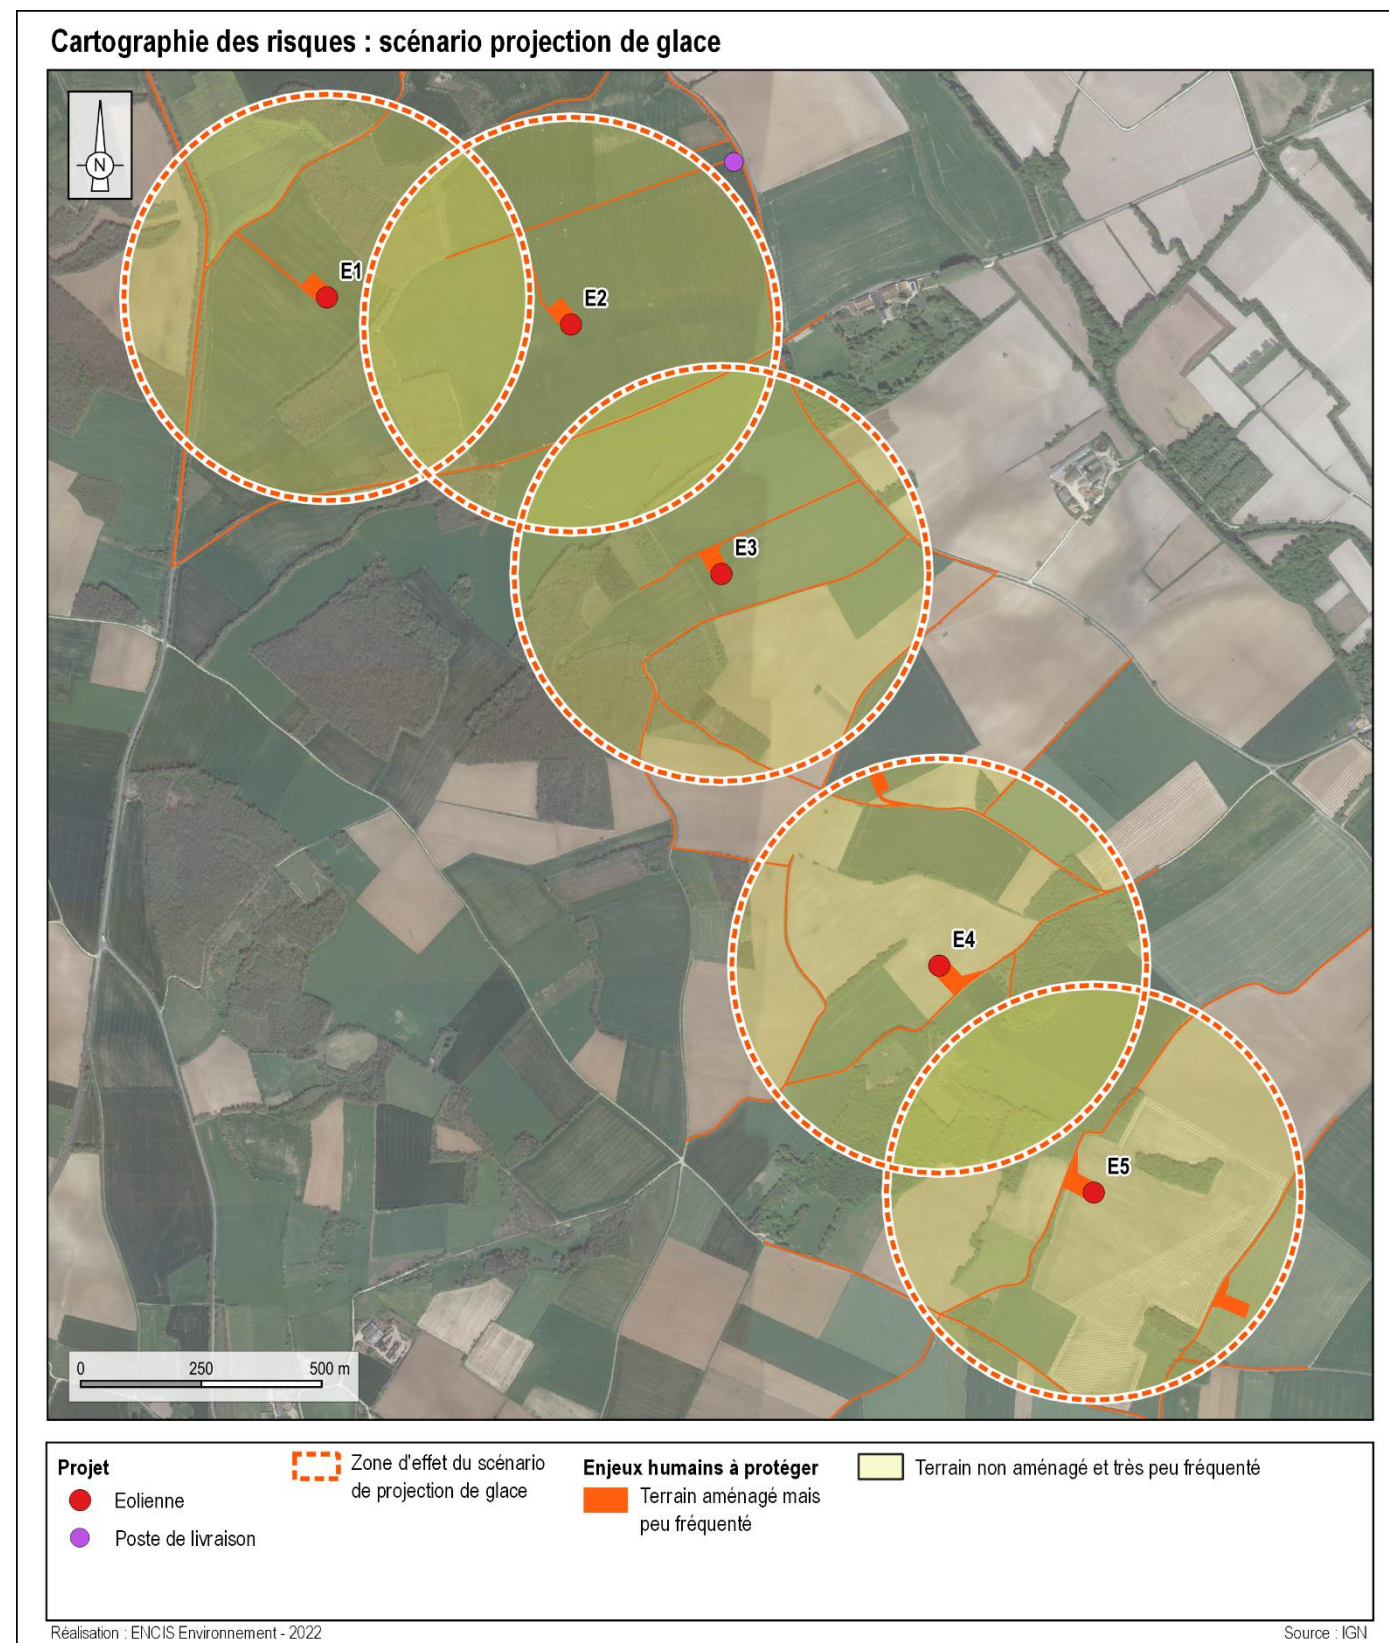 Cartographie des risques : scénario projection de glace
N
E1
E2
E3
E4
E5
0 250 500 m
Projet
Eolienne
Poste de livraison
Zone d'effet du scénario
de projection de glace
Enjeux humains à protéger
Terrain aménagé mais
peu fréquenté
Terrain non aménagé et très peu fréquenté
Réalisation : ENCIS Environnement - 2022
Source : IGN